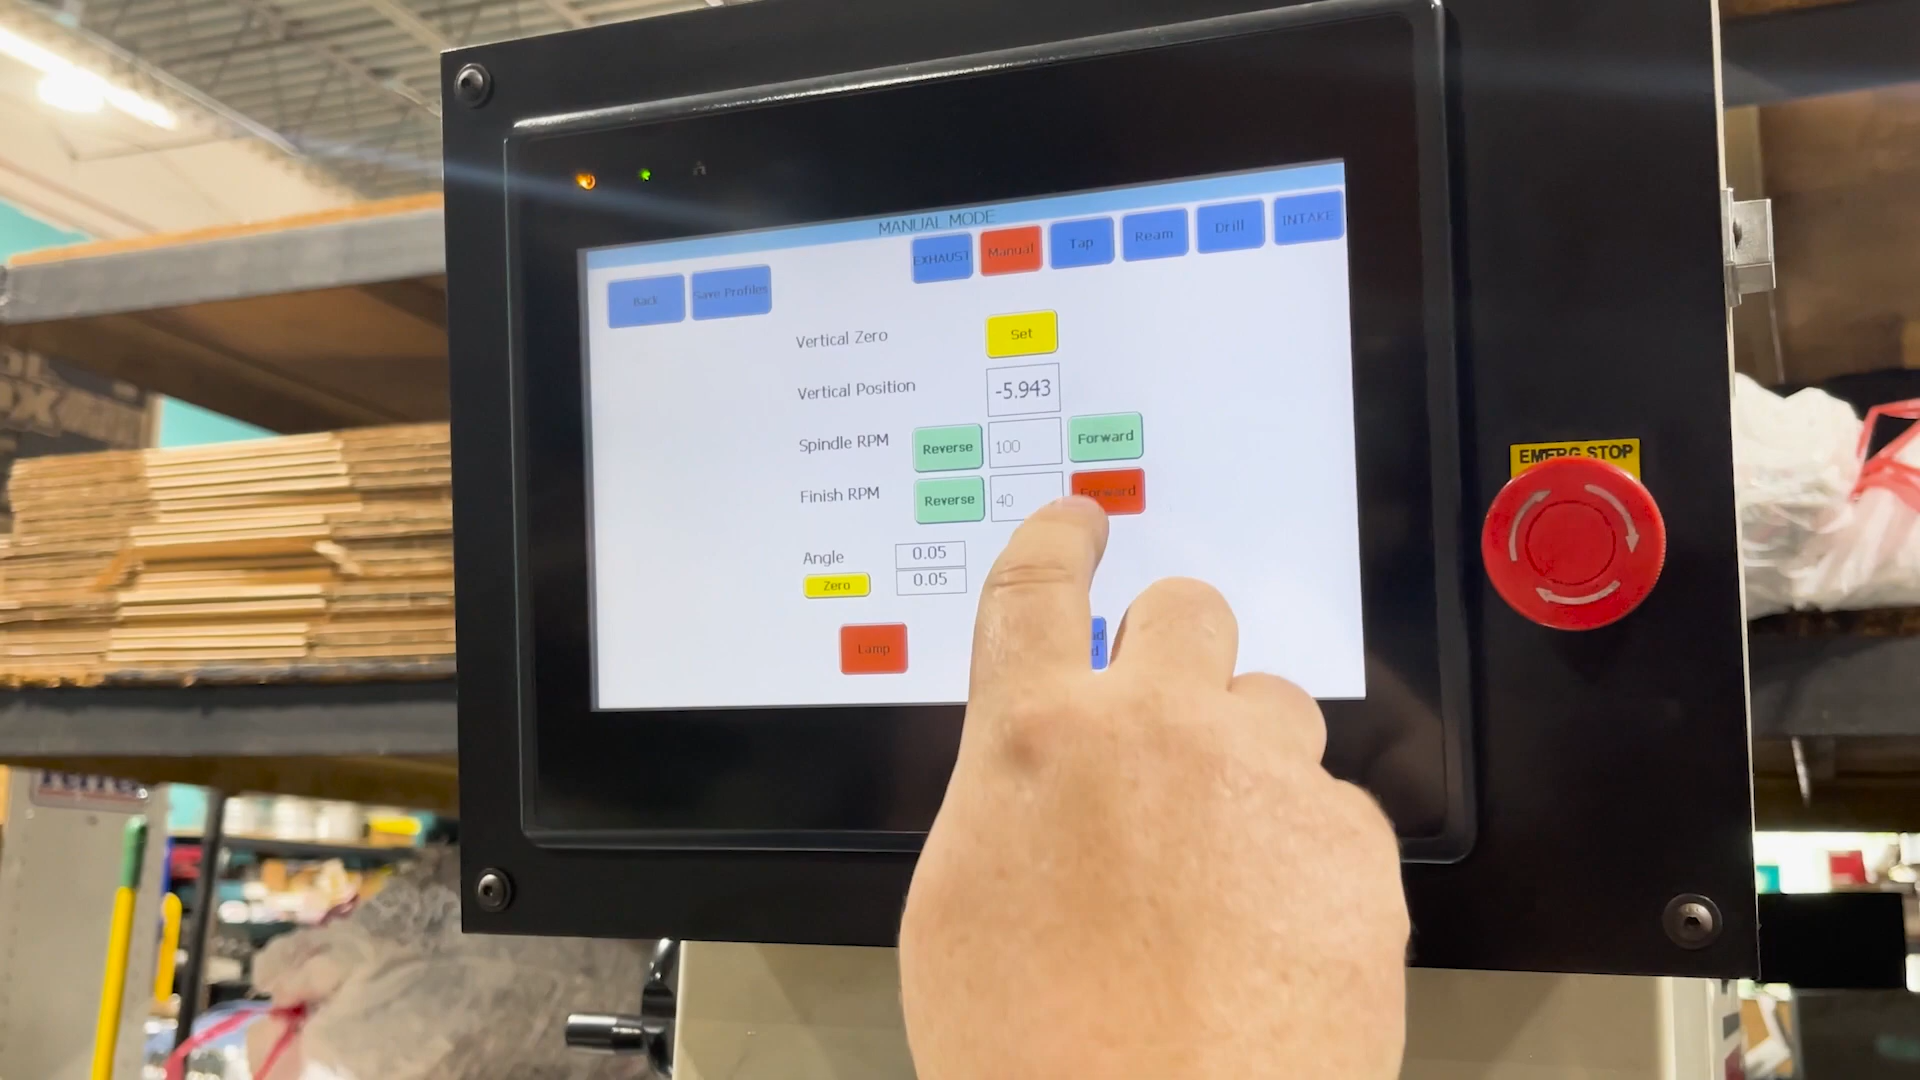 MANUAL MODE
EXHAUST Manual Tap Ream Drill INTAKE
Back Save Profiles
Vertical Zero Set
Vertical Position -5.943
Spindle RPM Reverse 100 Forward
Finish RPM Reverse 40 Forward
Angle 0.05
Zero 0.05
Lamp
EMERG STOP